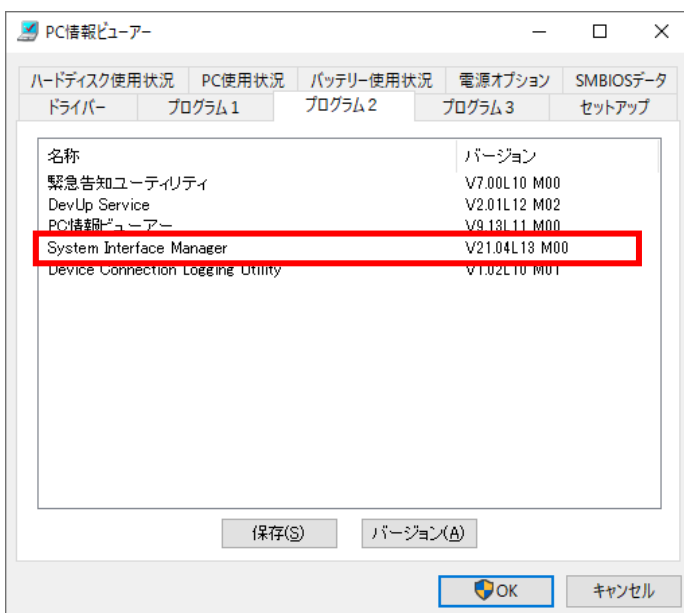 PC情報ビューアー
ハードディスク使用状況 PC使用状況 バッテリー使用状況 電源オプション SMBIOSデータ
ドライバー プログラム1 プログラム2 プログラム3 セットアップ
名称 バージョン
緊急告知ユーティリティ V7.00L10 M00
DevUp Service V2.01L12 M02
PC情報ビューアー V9.13L11 M00
System Interface Manager V21.04L13 M00
Device Connection Logging Utility V1.02L10 M01
保存(S) バージョン(A)
OK キャンセル